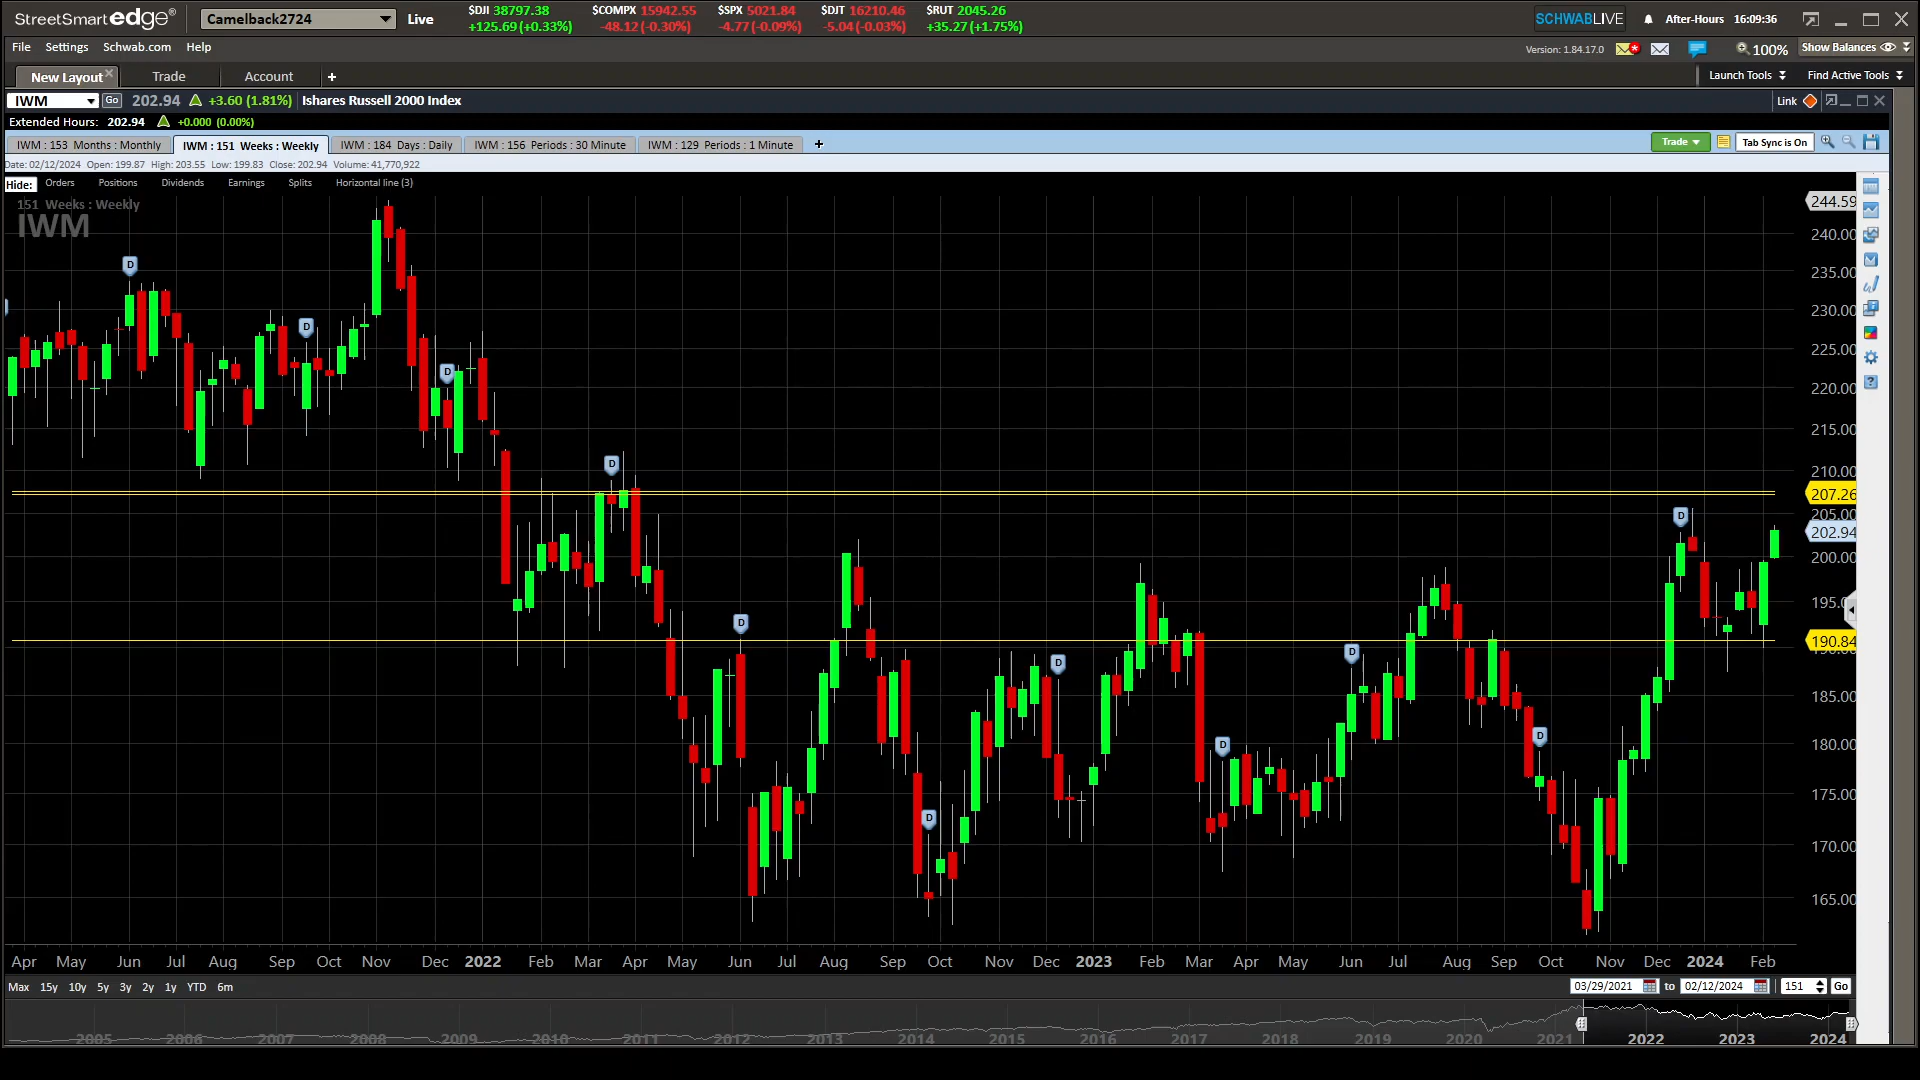 StreetSmart edge® Camelback2724 Live $DJI 38797.38 $COMPX 15942.55 $SPX 5021.84 $DJT 16210.46 $RUT 2045.26 SCHWABLIVE After-Hours 16:09:36
+125.69(+0.33%) -48.12(-0.30%) -4.77(-0.09%) -5.04(-0.03%) +35.27(+1.75%)
File Settings Schwab.com Help Version: 1.84.17.0 100% Show Balances
New Layout Trade Account + Launch Tools Find Active Tools
IWM Go 202.94 +3.60 (1.81%) Ishares Russell 2000 Index Link
Extended Hours: 202.94 +0.000 (0.00%)
IWM : 153 Months : Monthly IWM : 151 Weeks : Weekly IWM : 184 Days : Daily IWM : 156 Periods : 30 Minute IWM : 129 Periods : 1 Minute + Trade Tab Sync is On
Date: 02/12/2024 Open: 199.87 High: 203.55 Low: 199.83 Close: 202.94 Volume: 41,770,922
Hide: Orders Positions Dividends Earnings Splits Horizontal line (3)
151 Weeks : Weekly
IWM
244.59
240.00
D
235.00
230.00
D
225.00
D
220.00
215.00
D
210.00
207.26
D
205.00
202.94
200.00
195.0
D
190.84
190.00
D
D
185.00
D
D
180.00
175.00
D
170.00
165.00
Apr May Jun Jul Aug Sep Oct Nov Dec 2022 Feb Mar Apr May Jun Jul Aug Sep Oct Nov Dec 2023 Feb Mar Apr May Jun Jul Aug Sep Oct Nov Dec 2024 Feb
Max 15y 10y 5y 3y 2y 1y YTD 6m 03/29/2021 to 02/12/2024 151 Go
2005 2006 2007 2008 2009 2010 2011 2012 2013 2014 2015 2016 2017 2018 2019 2020 2021 2022 2023 2024